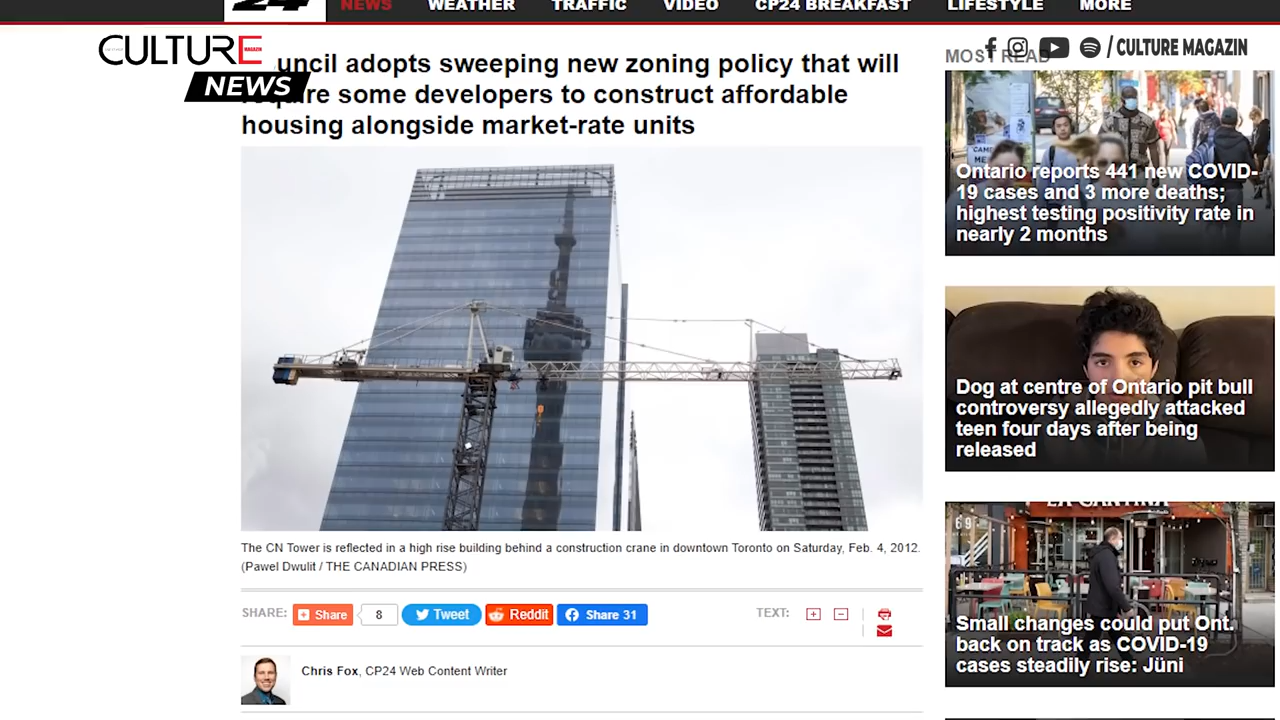 24
NEWS WEATHER TRAFFIC VIDEO CP24 BREAKFAST LIFESTYLE MORE
CULTURE
MAGAZIN
NEWS
/ CULTURE MAGAZIN
MOST READ
uncil adopts sweeping new zoning policy that will
some developers to construct affordable
housing alongside market-rate units
The CN Tower is reflected in a high rise building behind a construction crane in downtown Toronto on Saturday, Feb. 4, 2012.
(Pawel Dwulit / THE CANADIAN PRESS)
SHARE: Share 8 Tweet Reddit Share 31 TEXT:
Chris Fox, CP24 Web Content Writer
Ontario reports 441 new COVID-
19 cases and 3 more deaths;
highest testing positivity rate in
nearly 2 months
Dog at centre of Ontario pit bull
controversy allegedly attacked
teen four days after being
released
LA CANTINA
69
Small changes could put Ont.
back on track as COVID-19
cases steadily rise: Jüni